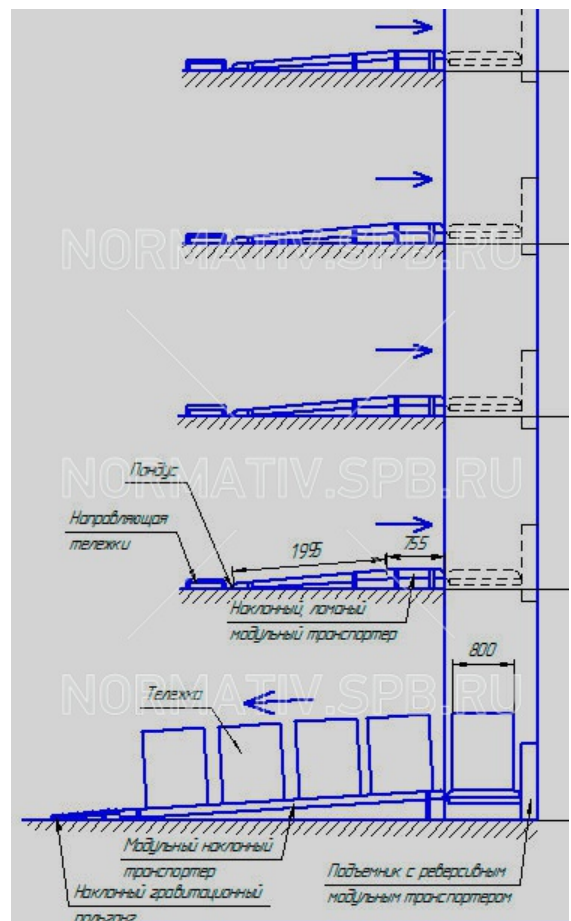 NORMATIV.SPB.RU
NORMATIV.SPB.RU
Пандус
Направляющая
тележки
1995
755
Наклонный, ломаный
модульный транспортер
800
NORMATIV.SPB.RU
Тележка
Модульный наклонный
транспортер
Наклонный гравитационный
рольганг
Подъемник с реверсивным
модульным транспортером